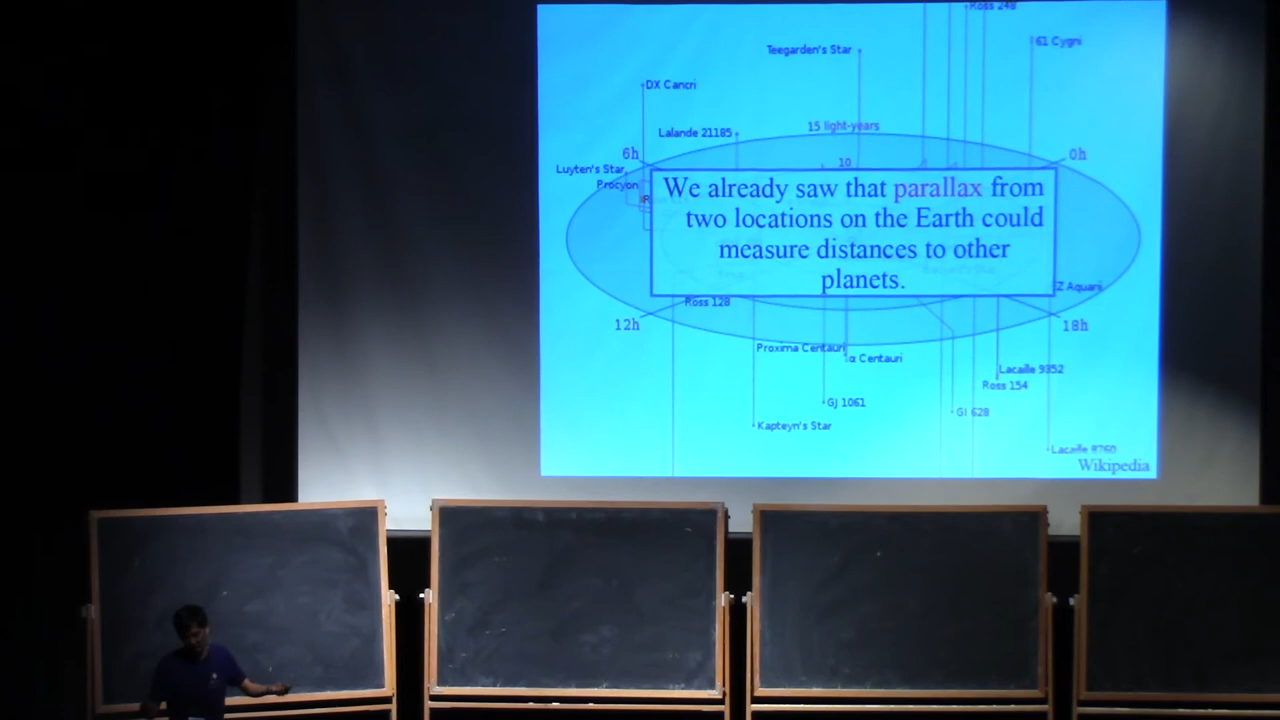 Ross 248
61 Cygni
Teegarden's Star
DX Cancri
15 light-years
Lalande 21185
6h
0h
10
Luyten's Star
Procyon
We already saw that parallax from
two locations on the Earth could
measure distances to other
planets.
Z Aquarii
Ross 128
12h
18h
Proxima Centauri
α Centauri
Lacaille 9352
Ross 154
GJ 1061
Gl 628
Kapteyn's Star
Lacaille 8760
Wikipedia